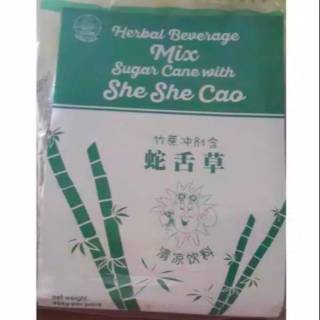 Herbal Beverage
Mix
Sugar Cane with
She She Cao
竹蔗冲剂含
蛇舌草
清凉饮料
net weight